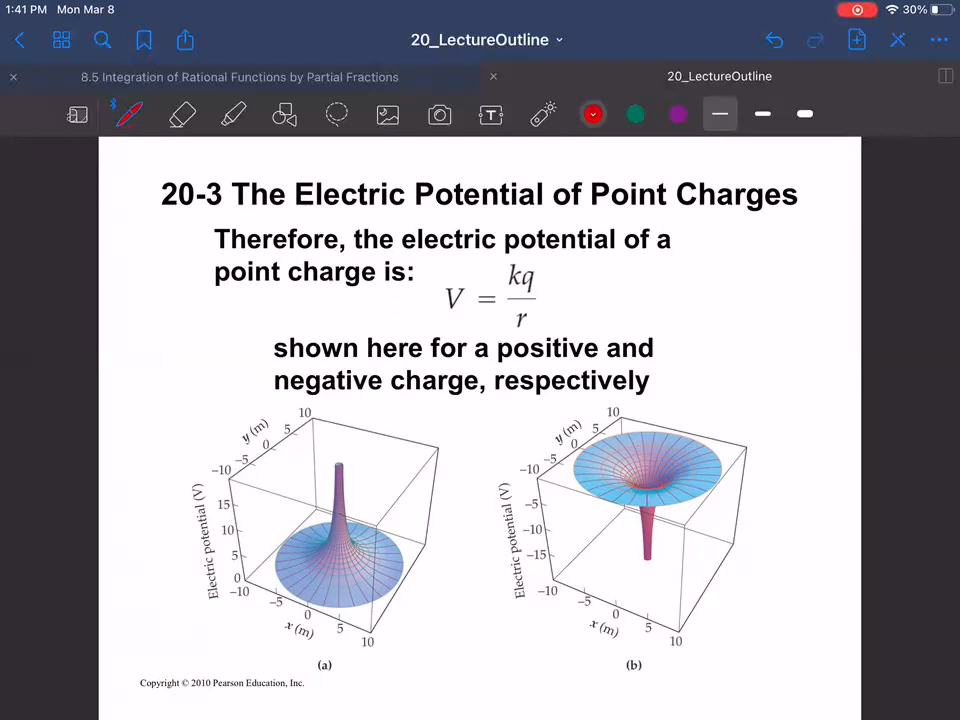 1:41 PM Mon Mar 8
30%
20_LectureOutline
8.5 Integration of Rational Functions by Partial Fractions
20_LectureOutline
T
20-3 The Electric Potential of Point Charges
Therefore, the electric potential of a
point charge is:
V = kq/r
shown here for a positive and
negative charge, respectively
10
5
0
−5
−10
y (m)
15
10
5
0
Electric potential (V)
−10
−5
0
5
10
x (m)
(a)
10
5
0
−5
−10
y (m)
−5
−10
−15
Electric potential (V)
−10
−5
0
5
10
x (m)
(b)
Copyright © 2010 Pearson Education, Inc.